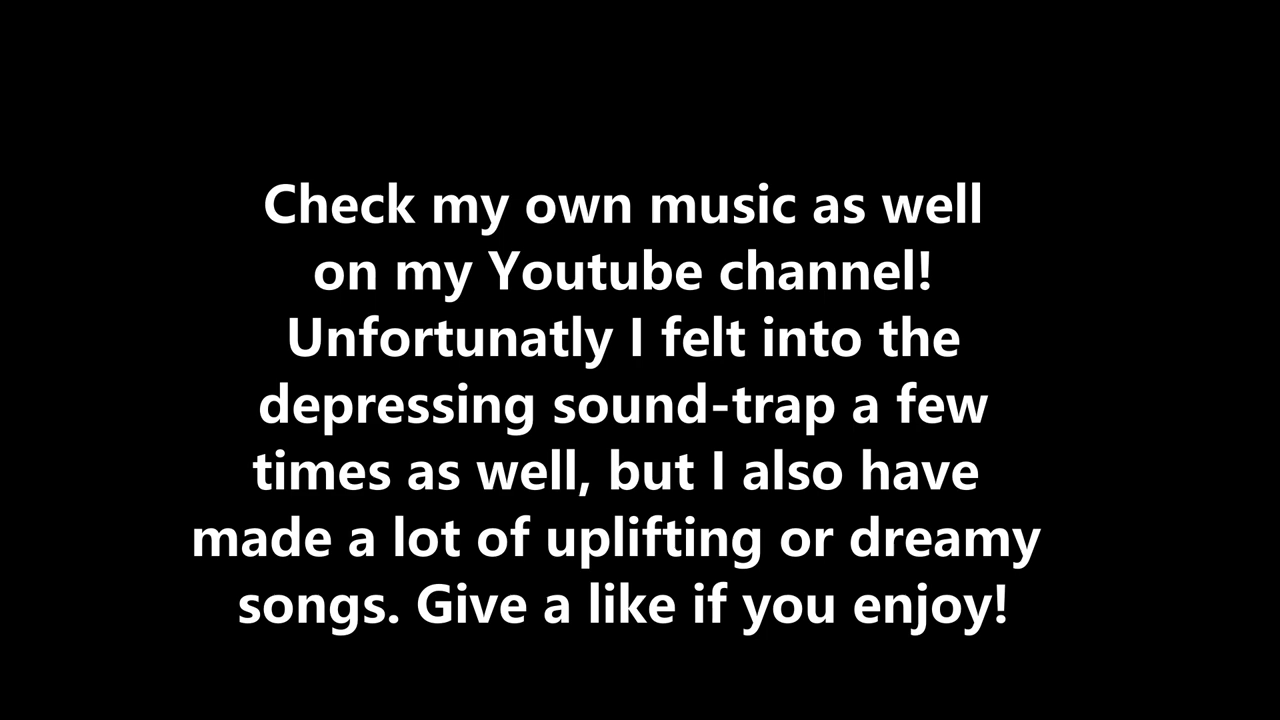 Check my own music as well
on my Youtube channel!
Unfortunatly I felt into the
depressing sound-trap a few
times as well, but I also have
made a lot of uplifting or dreamy
songs. Give a like if you enjoy!